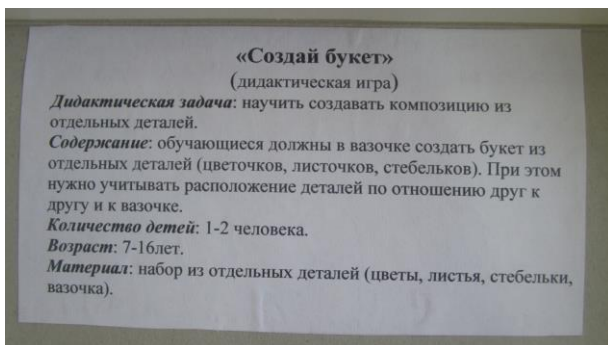 «Создай букет»
(дидактическая игра)
Дидактическая задача: научить создавать композицию из
отдельных деталей.
Содержание: обучающиеся должны в вазочке создать букет из
отдельных деталей (цветочков, листочков, стебельков). При этом
нужно учитывать расположение деталей по отношению друг к
другу и к вазочке.
Количество детей: 1-2 человека.
Возраст: 7-16лет.
Материал: набор из отдельных деталей (цветы, листья, стебельки,
вазочка).